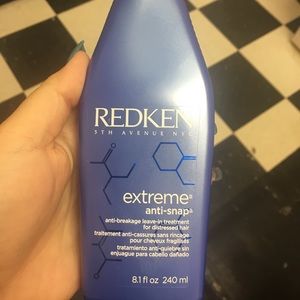 REDKEN
5TH AVENUE NYC
extreme®
anti-snap
anti-breakage leave-in treatment
for distressed hair
traitement anti-cassures sans rinçage
pour cheveux fragilisés
tratamiento anti-quiebre sin
enjuague para cabello dañado
8.1 fl oz 240 ml